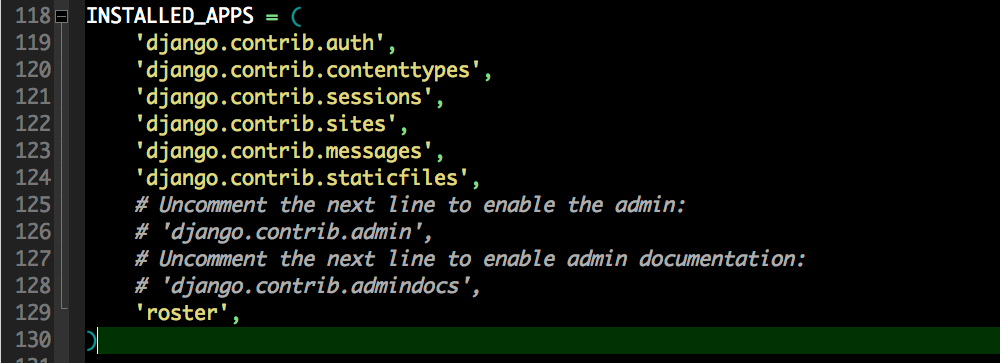 118 INSTALLED_APPS = (
119     'django.contrib.auth',
120     'django.contrib.contenttypes',
121     'django.contrib.sessions',
122     'django.contrib.sites',
123     'django.contrib.messages',
124     'django.contrib.staticfiles',
125     # Uncomment the next line to enable the admin:
126     # 'django.contrib.admin',
127     # Uncomment the next line to enable admin documentation:
128     # 'django.contrib.admindocs',
129     'roster',
130 )